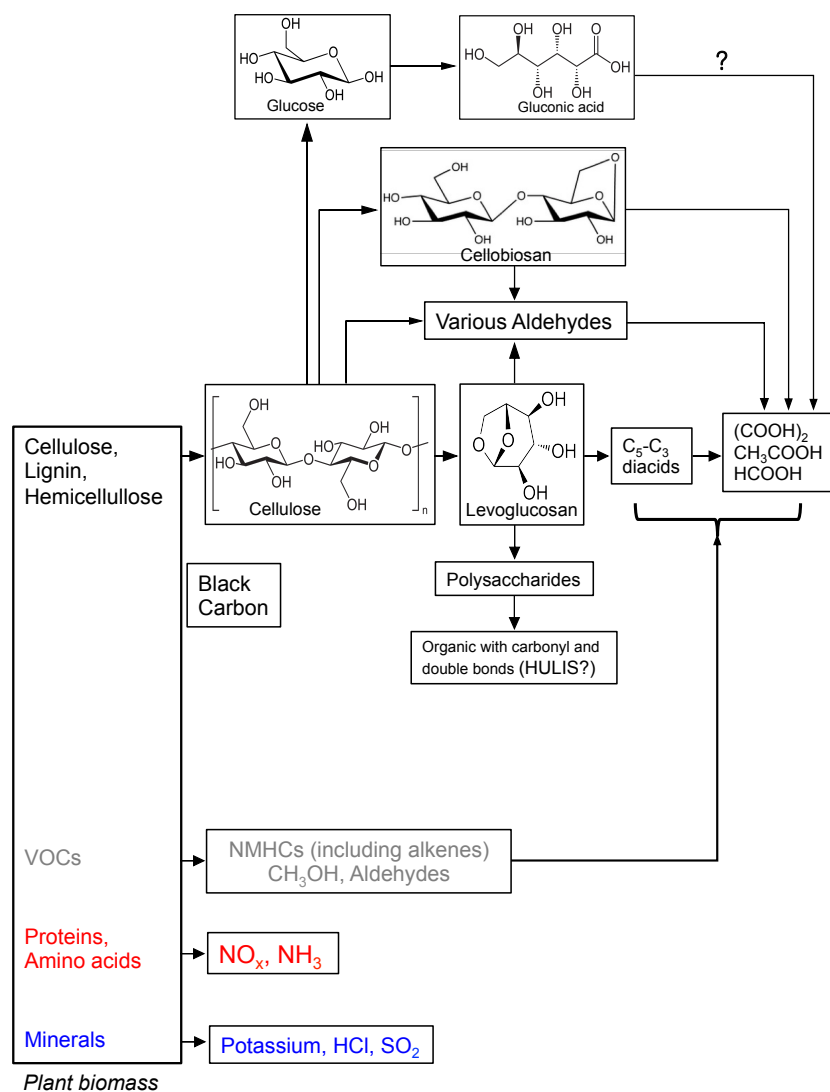 OH
O
HO
HO
OH
OH
Glucose
OH
OH
O
HO
OH
OH
OH
Gluconic acid
?
OH
HO
HO
OH
O
O
HO
OH
O
O
Cellobiosan
Various Aldehydes
OH
O
HO
OH
O
OH
HO
O
O
OH
n
Cellulose
OH
O
O
OH
OH
Levoglucosan
C5-C3
diacids
(COOH)2
CH3COOH
HCOOH
Cellulose,
Lignin,
Hemicellullose
Black
Carbon
Polysaccharides
Organic with carbonyl and
double bonds (HULIS?)
VOCs
NMHCs (including alkenes)
CH3OH, Aldehydes
Proteins,
Amino acids
NOx, NH3
Minerals
Potassium, HCl, SO2
Plant biomass